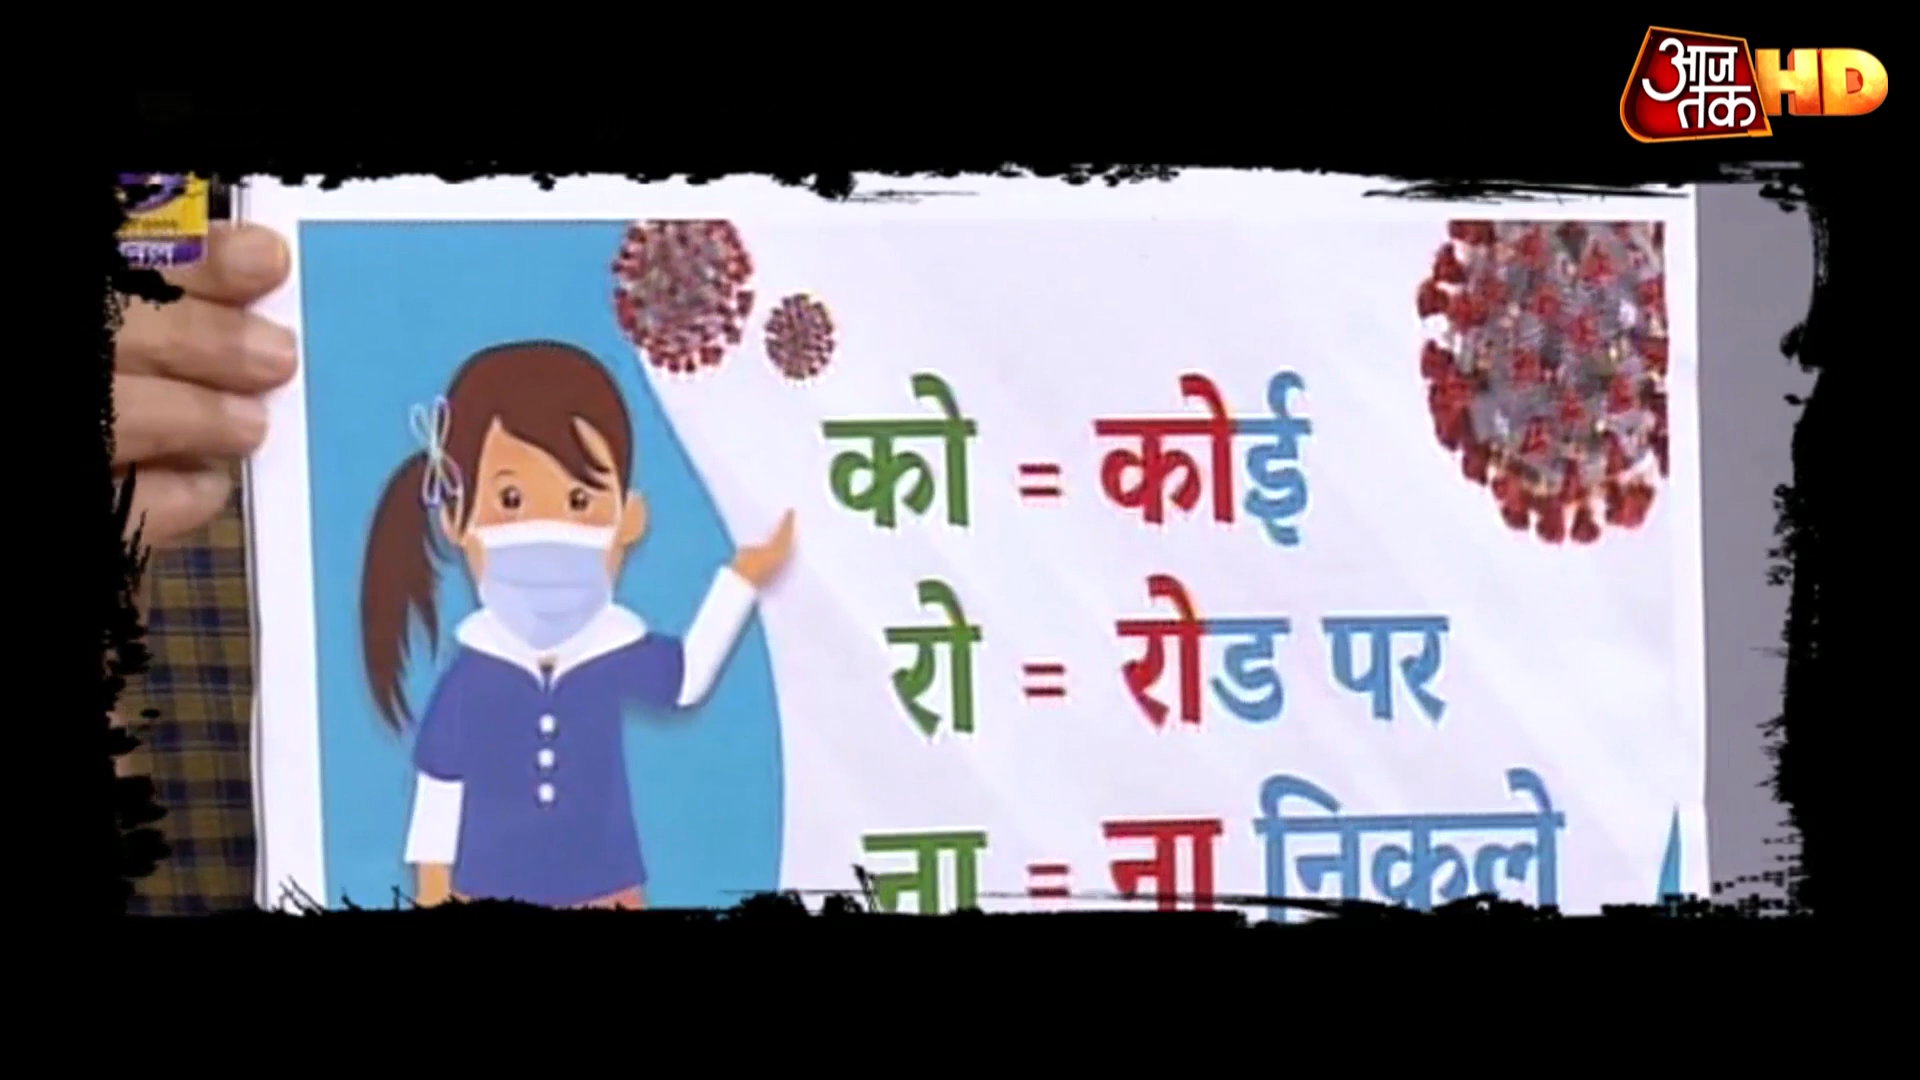 आज
तक HD
को = कोई
रो = रोड पर
ना = ना निकले